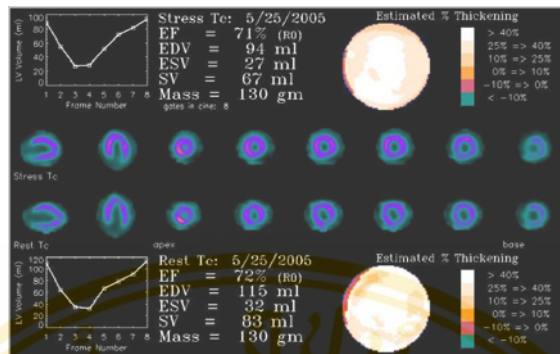 Stress Tc: 5/25/2005
EF = 71% (R0)
EDV = 94 ml
ESV = 27 ml
SV = 67 ml
Mass = 130 gm
gates in cine: 8
LV Volume (ml)
100
80
60
40
20
0
1 2 3 4 5 6 7 8
Frame Number
Estimated % Thickening
> 40%
25% => 40%
10% => 25%
0% => 10%
-10% => 0%
< -10%
Stress Tc
Rest Tc
apex
base
Rest Tc: 5/25/2005
EF = 72% (R0)
EDV = 115 ml
ESV = 32 ml
SV = 83 ml
Mass = 130 gm
LV Volume (ml)
120
100
80
60
40
20
0
1 2 3 4 5 6 7 8
Frame Number
Estimated % Thickening
> 40%
25% => 40%
10% => 25%
0% => 10%
-10% => 0%
< -10%